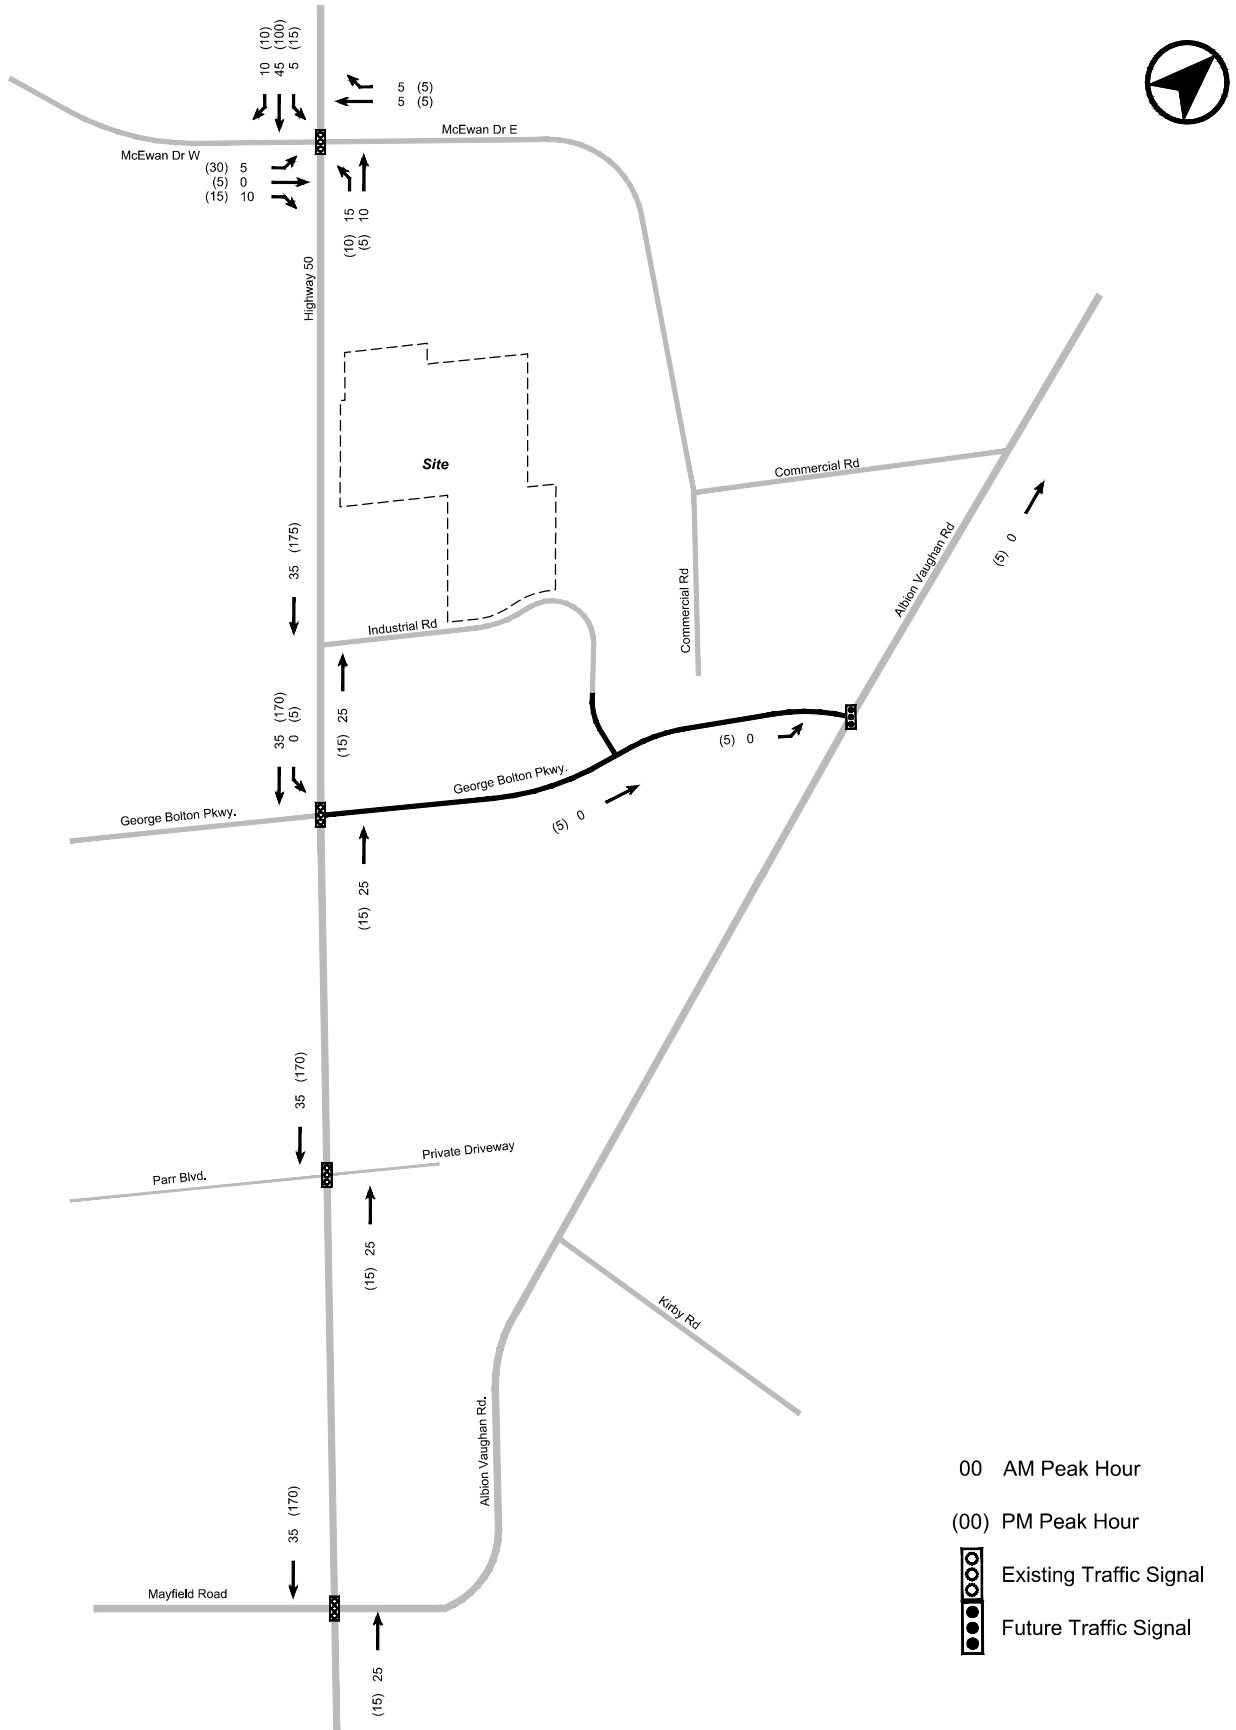 10 (10)
45 (100)
5 (15)
5 (5)
5 (5)
McEwan Dr E
McEwan Dr W
(30) 5
(5) 0
(15) 10
(10) 15
(5) 10
Highway 50
Site
Commercial Rd
35 (175)
(5) 0
Albion Vaughan Rd
Commercial Rd
Industrial Rd
35 (170)
0 (5)
(15) 25
(5) 0
George Bolton Pkwy.
George Bolton Pkwy.
(5) 0
(15) 25
35 (170)
Private Driveway
Parr Blvd.
(15) 25
Kirby Rd
Albion Vaughan Rd.
00 AM Peak Hour
35 (170)
(00) PM Peak Hour
Existing Traffic Signal
Mayfield Road
Future Traffic Signal
(15) 25